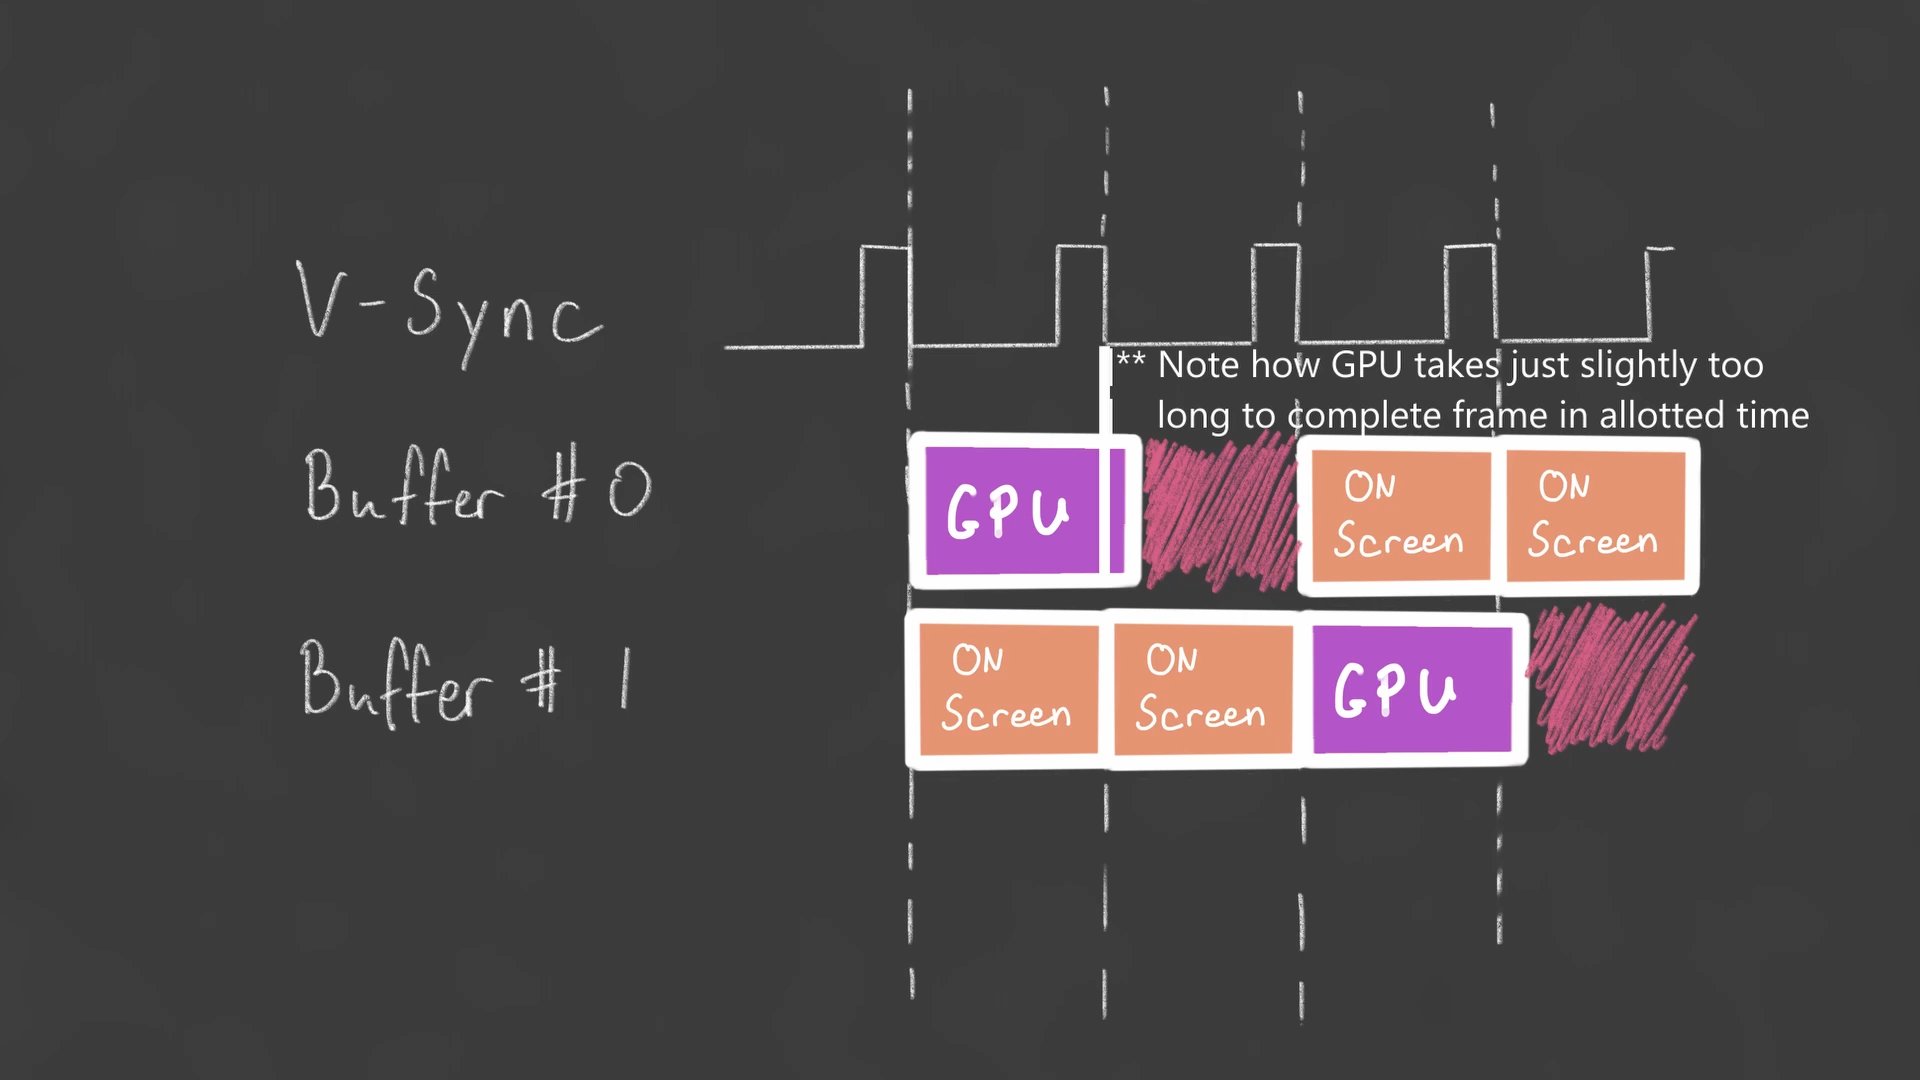 V-Sync
** Note how GPU takes just slightly too
long to complete frame in allotted time
Buffer #0
GPU
ON
Screen
ON
Screen
Buffer # 1
ON
Screen
ON
Screen
GPU